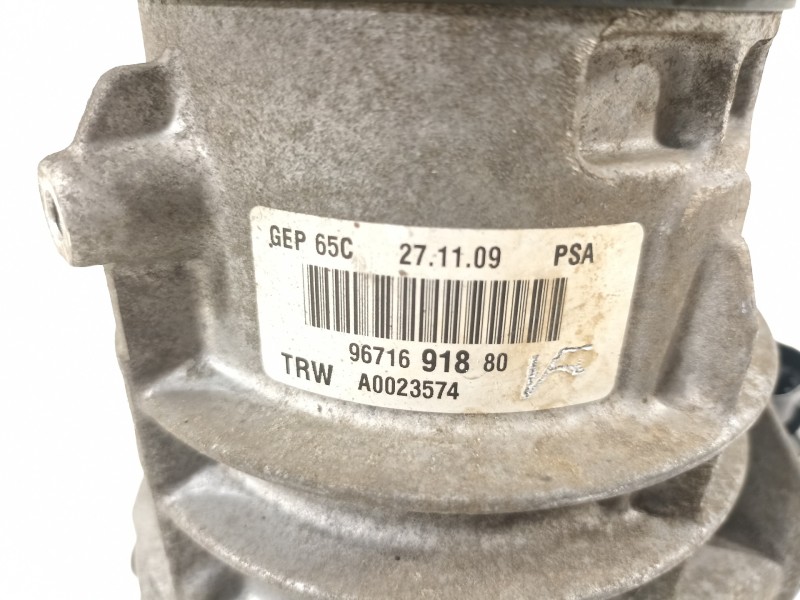 GEP 65C 27.11.09 PSA
96716 918 80
TRW A0023574